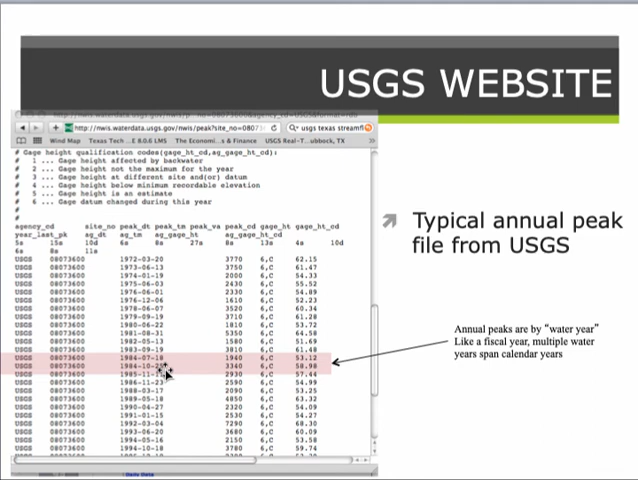 USGS WEBSITE
http://nwis.waterdata.usgs.gov/nwis/peak?site_no=0807
usgs texas streamfl
Wind Map Texas Tech ...E 8.0.6 LMS The Economi...s & Finance USGS Real-T...ubbock, TX
# Gage height qualification codes(gage_ht_cd,ag_gage_ht_cd):
# 1 ... Gage height affected by backwater
# 2 ... Gage height not the maximum for the year
# 3 ... Gage height at different site and(or) datum
# 4 ... Gage height below minimum recordable elevation
# 5 ... Gage height is an estimate
# 6 ... Gage datum changed during this year
#
#
agency_cd site_no peak_dt peak_tm peak_va peak_cd gage_ht gage_ht_cd
year_last_pk ag_dt ag_tm ag_gage_ht ag_gage_ht_cd
5s 15s 10d 6s 8s 27s 8s 13s 4s 10d
6s 8s 11s
USGS 08073600 1972-03-20 3770 6,C 62.15
USGS 08073600 1973-06-13 3750 6,C 61.47
USGS 08073600 1974-01-19 2000 6,C 54.33
USGS 08073600 1975-06-03 2430 6,C 55.52
USGS 08073600 1976-06-01 2330 6,C 54.89
USGS 08073600 1976-12-06 1610 6,C 52.23
USGS 08073600 1978-06-07 3520 6,C 60.34
USGS 08073600 1979-09-19 3710 6,C 61.28
USGS 08073600 1980-06-22 1810 6,C 53.72
USGS 08073600 1981-08-31 5350 6,C 64.58
USGS 08073600 1982-05-13 1580 6,C 51.69
USGS 08073600 1983-09-19 3810 6,C 61.48
USGS 08073600 1984-07-18 1940 6,C 53.12
USGS 08073600 1984-10- 3340 6,C 58.98
USGS 08073600 1985-11- 2930 6,C 57.44
USGS 08073600 1986-11-23 2590 6,C 54.99
USGS 08073600 1988-03-17 2090 6,C 53.25
USGS 08073600 1989-05-18 4850 6,C 63.32
USGS 08073600 1990-04-27 2320 6,C 54.09
USGS 08073600 1991-01-15 2530 6,C 54.27
USGS 08073600 1992-03-04 7290 6,C 68.30
USGS 08073600 1993-06-20 3680 6,C 60.09
USGS 08073600 1994-05-16 2150 6,C 53.58
USGS 08073600 1994-10-18 3780 6,C 59.74
Typical annual peak
file from USGS
Annual peaks are by “water year”
Like a fiscal year, multiple water
years span calendar years